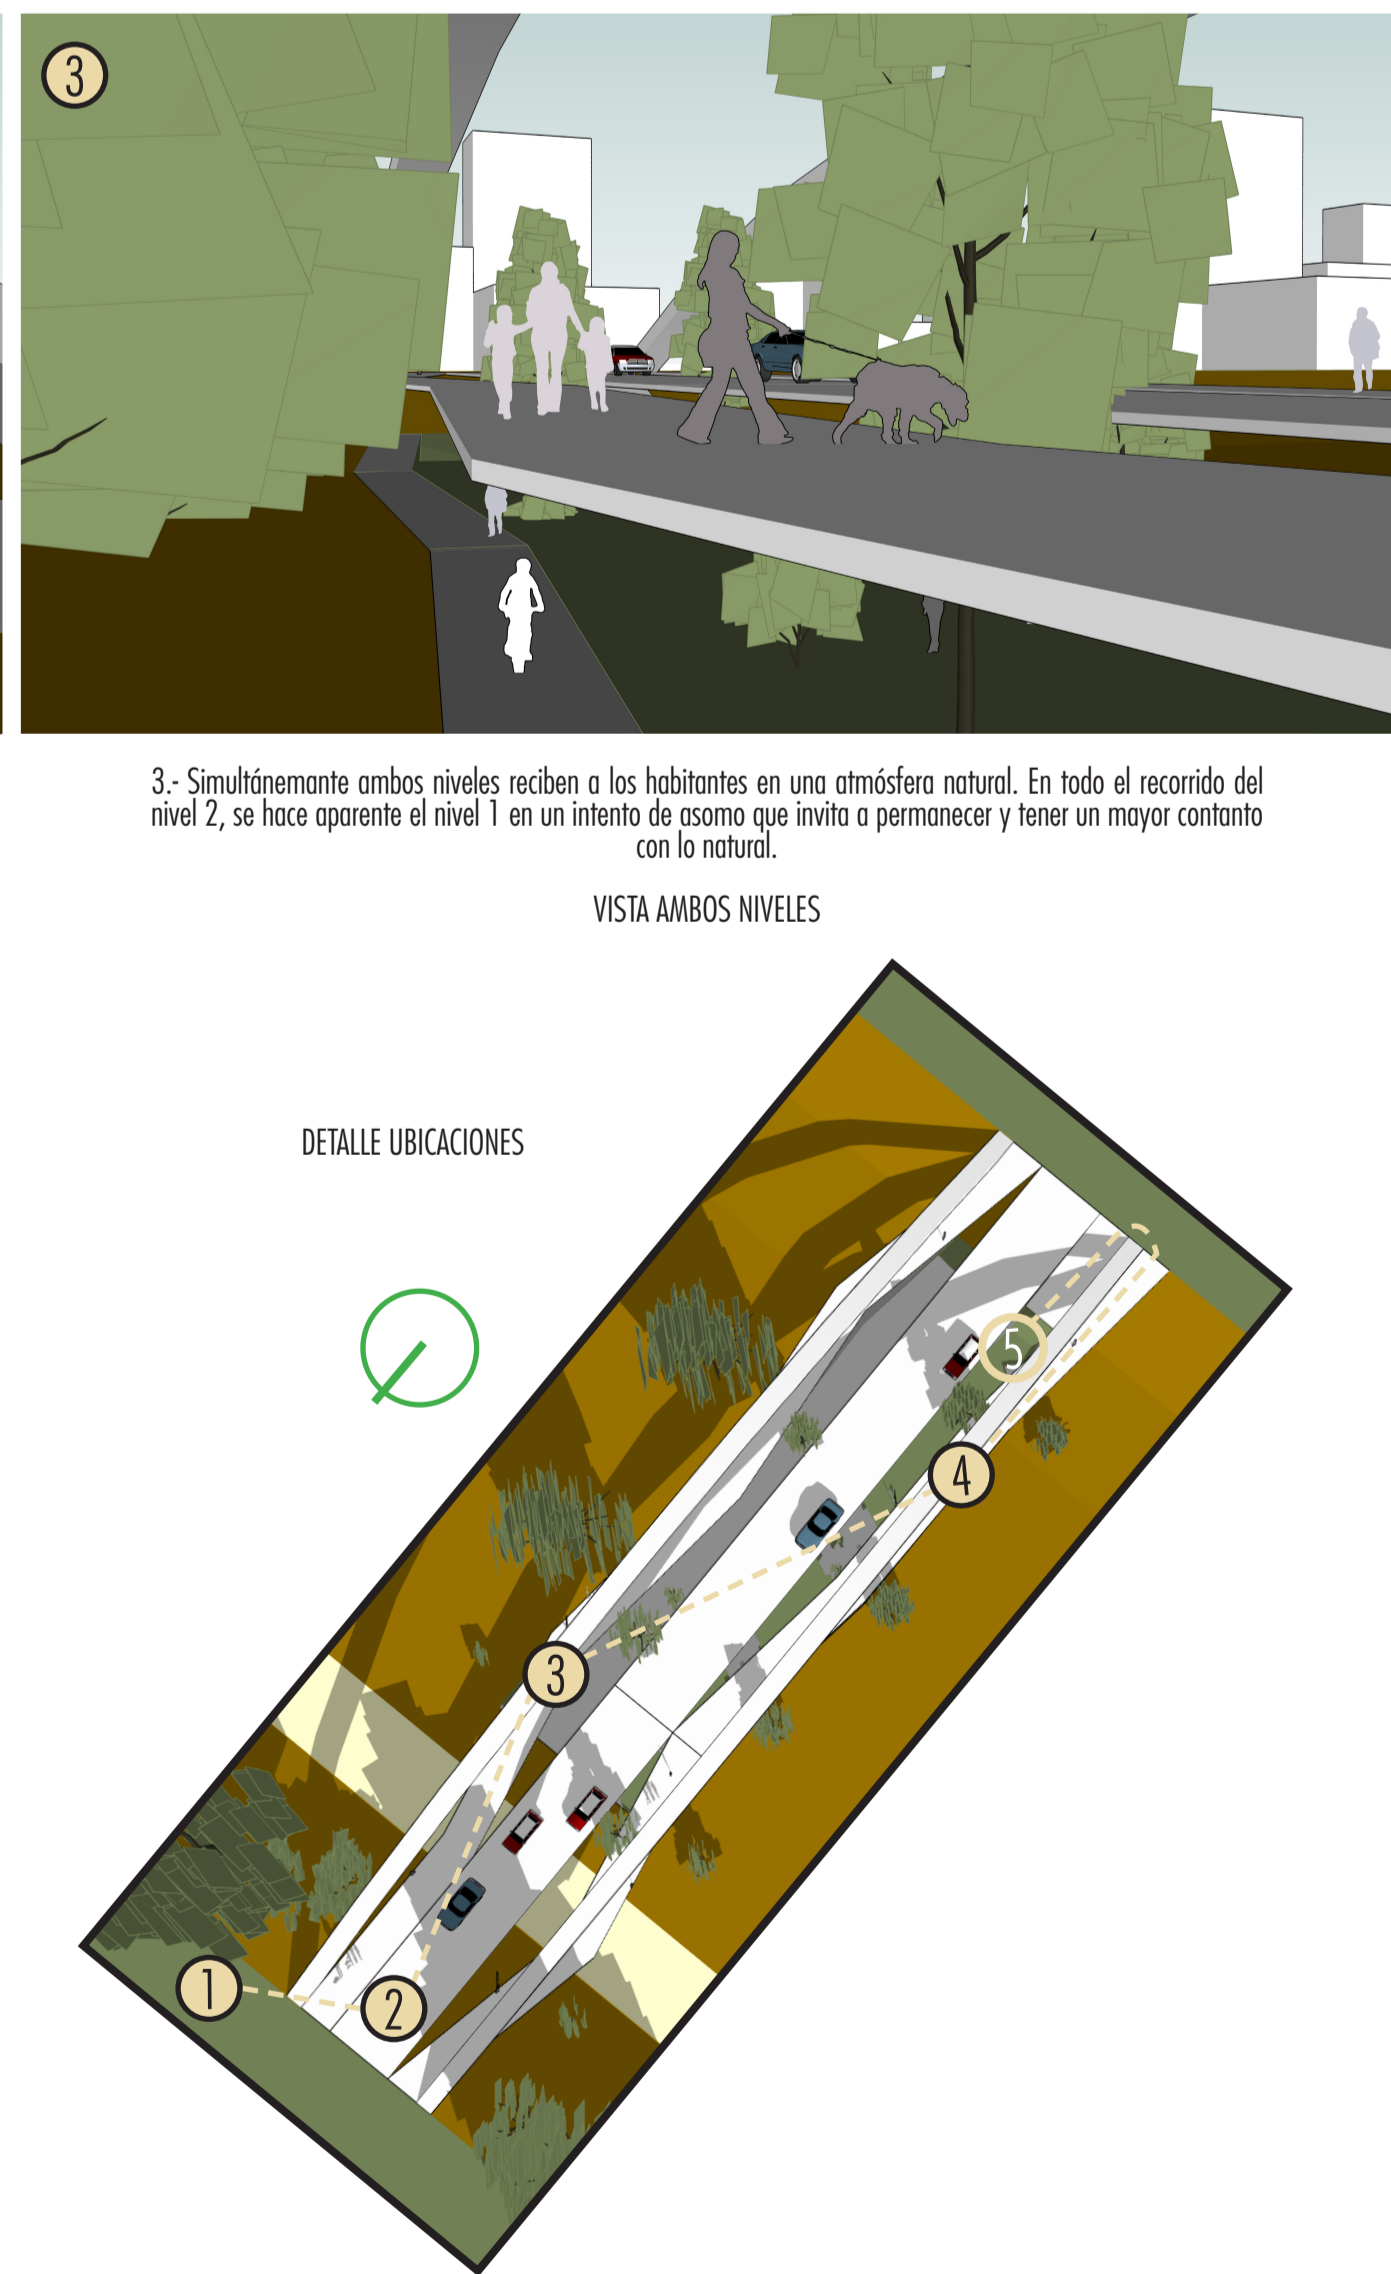 3
3.- Simultánemante ambos niveles reciben a los habitantes en una atmósfera natural. En todo el recorrido del
nivel 2, se hace aparente el nivel 1 en un intento de asomo que invita a permanecer y tener un mayor contanto
con lo natural.
VISTA AMBOS NIVELES
DETALLE UBICACIONES
5
4
3
1
2